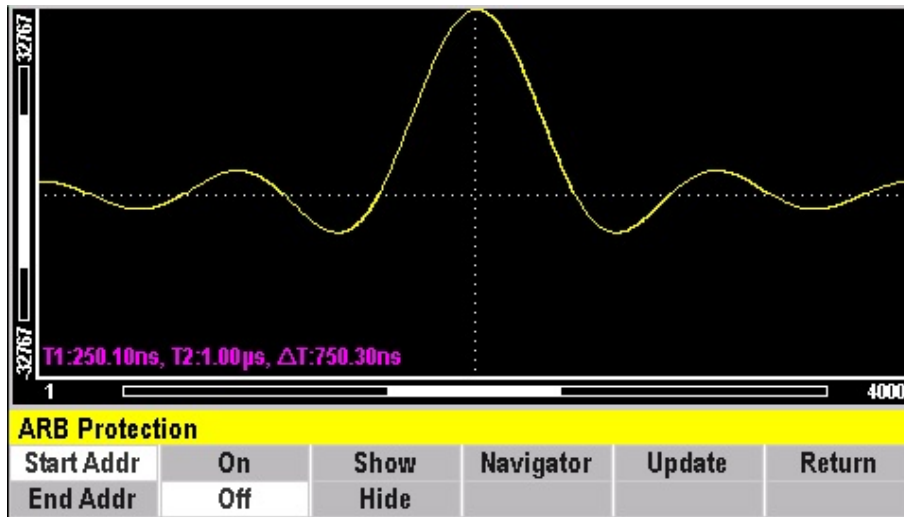 32767
-32767
T1:250.10ns, T2:1.00µs, ΔT:750.30ns
1 4000
ARB Protection
Start Addr On Show Navigator Update Return
End Addr Off Hide